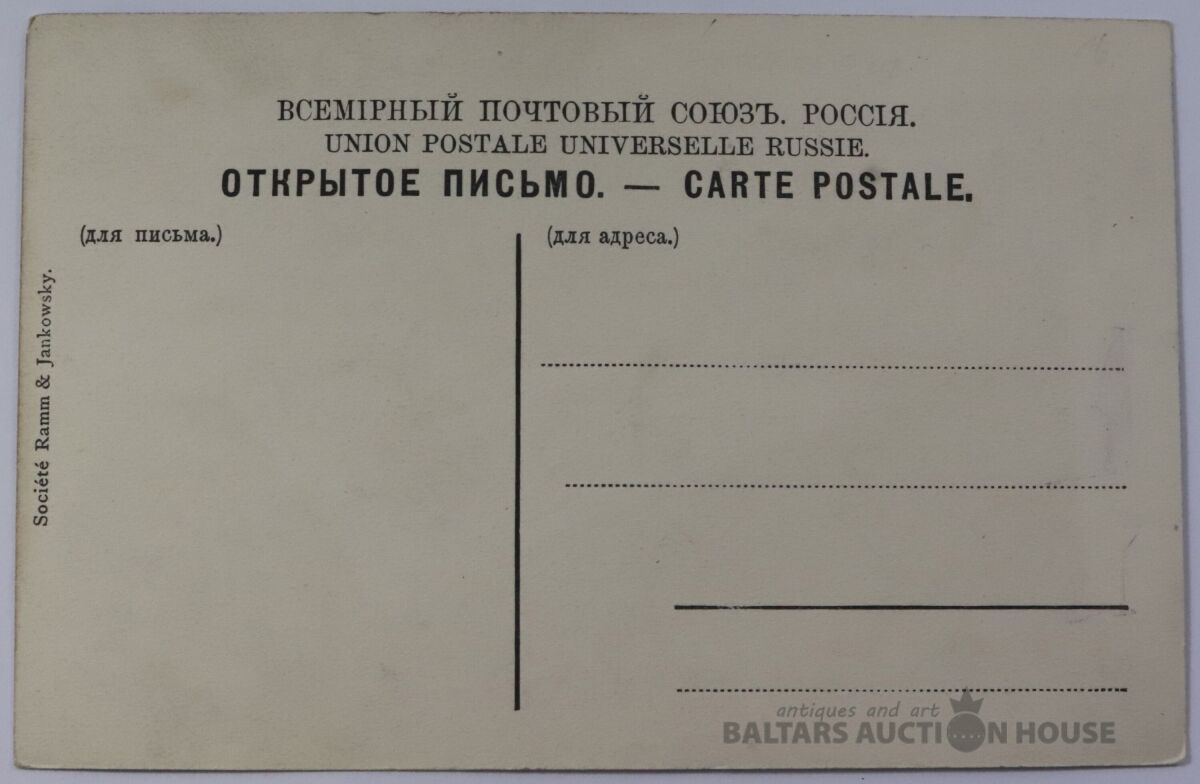 ВСЕМІРНЫЙ ПОЧТОВЫЙ СОЮЗЪ. РОССІЯ.
UNION POSTALE UNIVERSELLE RUSSIE.
ОТКРЫТОЕ ПИСЬМО. — CARTE POSTALE.
(для письма.)
(для адреса.)
Société Ramm & Jankowsky.
antiques and art
BALTARS AUCTION HOUSE